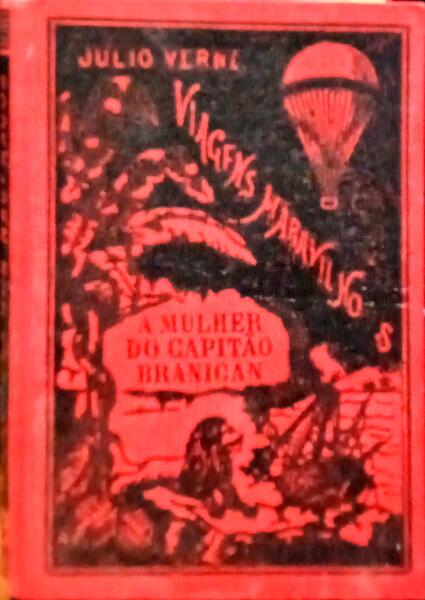 JULIO VERNE
VIAGENS MARAVILHOSAS
A MULHER
DO CAPITÃO
BRANICAN